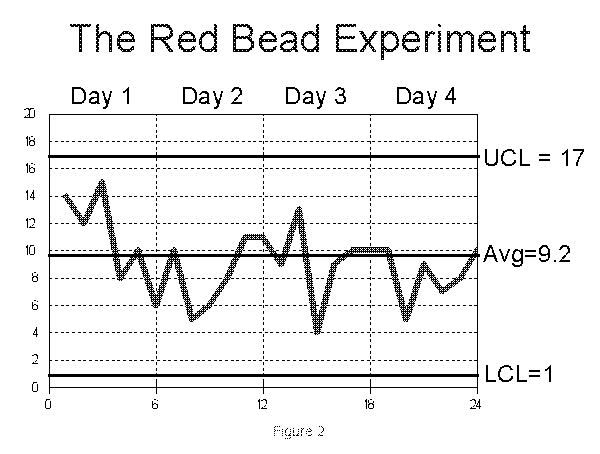 The Red Bead Experiment
Day 1 Day 2 Day 3 Day 4
20
18
16
14
12
10
8
6
4
2
0
UCL = 17
Avg=9.2
LCL=1
0 6 12 18 24
Figure 2